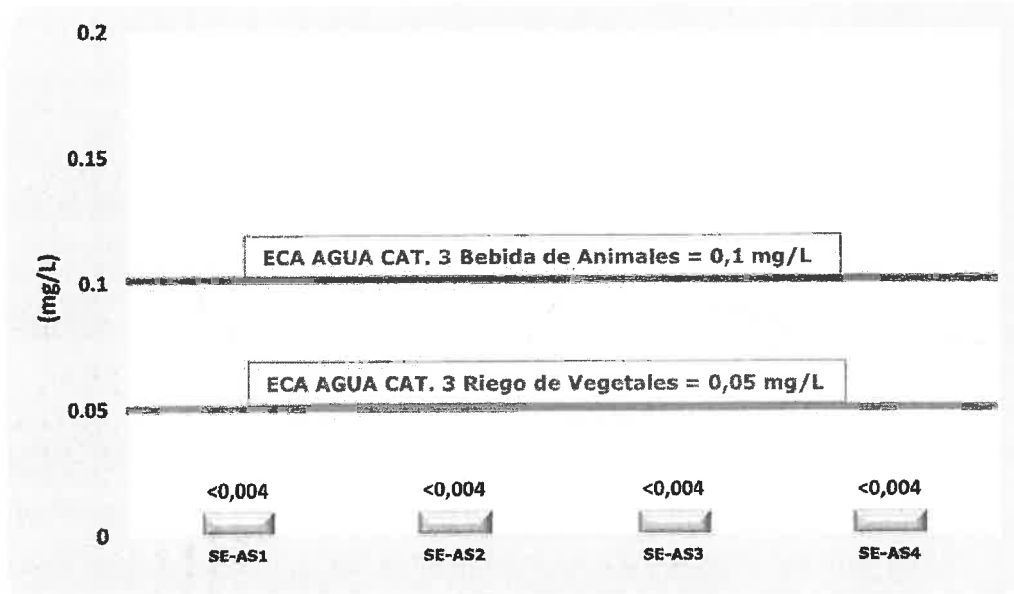 0.2
0.15
ECA AGUA CAT. 3 Bebida de Animales = 0,1 mg/L
0.1
(mg/L)
ECA AGUA CAT. 3 Riego de Vegetales = 0,05 mg/L
0.05
<0,004 <0,004 <0,004 <0,004
0
SE-AS1 SE-AS2 SE-AS3 SE-AS4